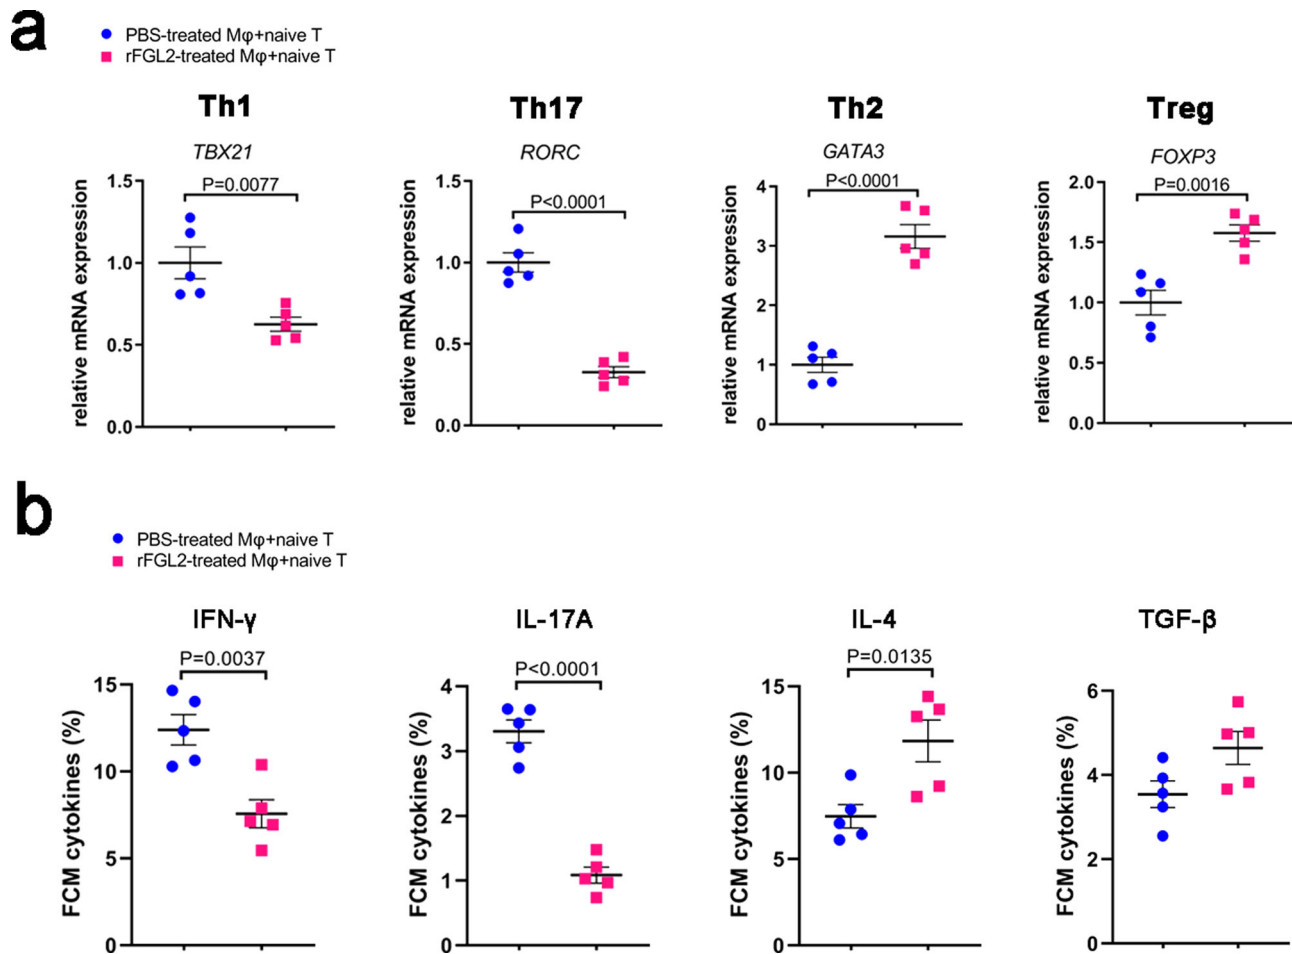 a
PBS-treated Mφ+naive T
rFGL2-treated Mφ+naive T
Th1
Th17
Th2
Treg
TBX21
RORC
GATA3
FOXP3
P=0.0077
P<0.0001
P<0.0001
P=0.0016
relative mRNA expression
1.5
1.0
0.5
0.0
relative mRNA expression
1.5
1.0
0.5
0.0
relative mRNA expression
4
3
2
1
0
relative mRNA expression
2.0
1.5
1.0
0.5
0.0
b
PBS-treated Mφ+naive T
rFGL2-treated Mφ+naive T
IFN-γ
IL-17A
IL-4
TGF-β
P=0.0037
P<0.0001
P=0.0135
FCM cytokines (%)
15
10
5
0
FCM cytokines (%)
4
3
2
1
0
FCM cytokines (%)
15
10
5
0
FCM cytokines (%)
6
4
2
0